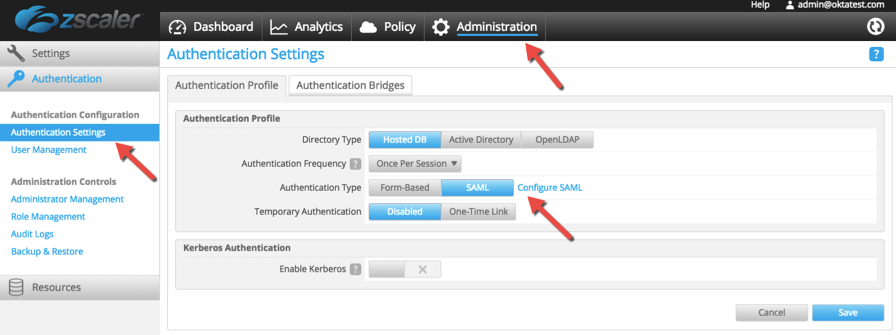 Help admin@oktatest.com
zscaler Dashboard Analytics Policy Administration
Settings
Authentication
Authentication Configuration
Authentication Settings
User Management
Administration Controls
Administrator Management
Role Management
Audit Logs
Backup & Restore
Resources
Authentication Settings ?
Authentication Profile Authentication Bridges
Authentication Profile
Directory Type Hosted DB Active Directory OpenLDAP
Authentication Frequency ? Once Per Session
Authentication Type Form-Based SAML Configure SAML
Temporary Authentication Disabled One-Time Link
Kerberos Authentication
Enable Kerberos ?
Cancel Save